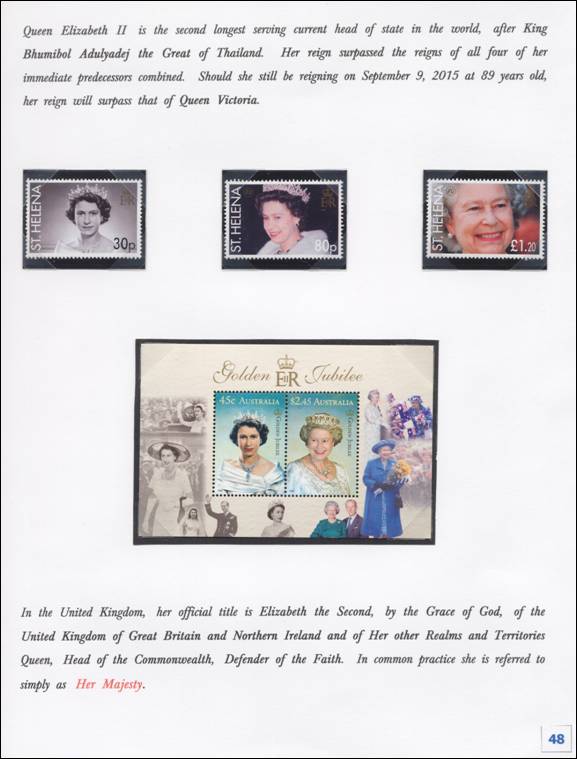 Queen Elizabeth II is the second longest serving current head of state in the world, after King
Bhumibol Adulyadej the Great of Thailand. Her reign surpassed the reigns of all four of her
immediate predecessors combined. Should she still be reigning on September 9, 2015 at 89 years old,
her reign will surpass that of Queen Victoria.
ST. HELENA
EIIR
30p
ST. HELENA
EIIR
80p
ST. HELENA
£1.20
Golden EIIR Jubilee
45c AUSTRALIA
Golden Jubilee
$2.45 AUSTRALIA
Golden Jubilee
In the United Kingdom, her official title is Elizabeth the Second, by the Grace of God, of the
United Kingdom of Great Britain and Northern Ireland and of Her other Realms and Territories
Queen, Head of the Commonwealth, Defender of the Faith. In common practice she is referred to
simply as Her Majesty.
48